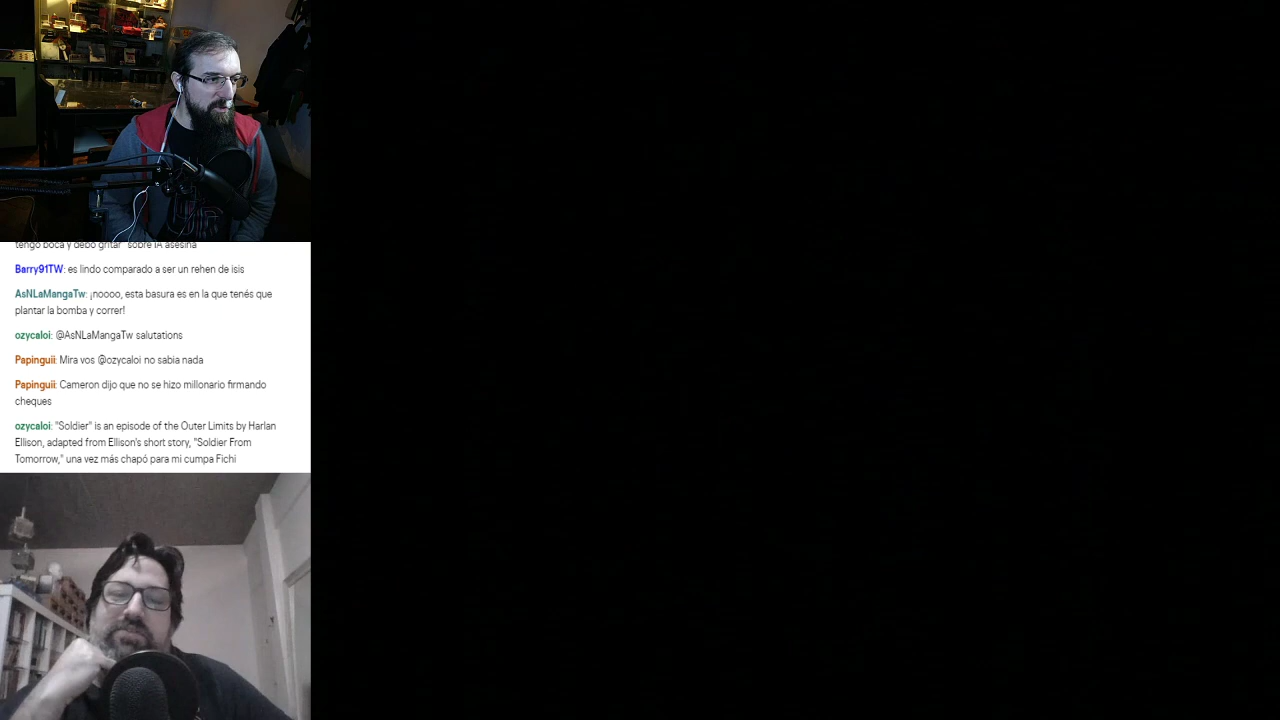 tengo boca y debo gritar" sobre IA asesina
Barry91TW: es lindo comparado a ser un rehen de isis
AsNLaMangaTw: ¡noooo, esta basura es en la que tenés que
plantar la bomba y correr!
ozycaloi: @AsNLaMangaTw salutations
Papinguii: Mira vos @ozycaloi no sabia nada
Papinguii: Cameron dijo que no se hizo millonario firmando
cheques
ozycaloi: "Soldier" is an episode of the Outer Limits by Harlan
Ellison, adapted from Ellison's short story, "Soldier From
Tomorrow," una vez más chapó para mi cumpa Fichi